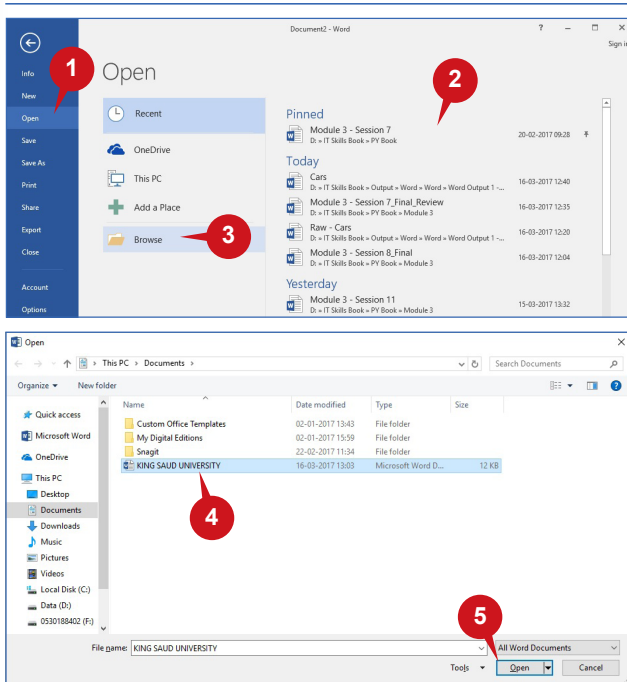 Document2 - Word
? – □ ×
Sign in
Info
New
Open
Save
Save As
Print
Share
Export
Close
Account
Options
1
Open
Recent
OneDrive
This PC
Add a Place
Browse
3
2
Pinned
Module 3 - Session 7
D: » IT Skills Book » PY Book
20-02-2017 09:28
Today
Cars
D: » IT Skills Book » Output » Word » Word » Word Output 1 -...
16-03-2017 12:40
Module 3 - Session 7_Final_Review
D: » IT Skills Book » PY Book » Module 3
16-03-2017 12:35
Raw - Cars
D: » IT Skills Book » Output » Word » Word » Word Output 1 -...
16-03-2017 12:20
Module 3 - Session 8_Final
D: » IT Skills Book » PY Book » Module 3
16-03-2017 12:04
Yesterday
Module 3 - Session 11
D: » IT Skills Book » PY Book » Module 3
15-03-2017 13:32
Open
This PC › Documents ›
Search Documents
Organize New folder
Name Date modified Type Size
Quick access
Microsoft Word
OneDrive
This PC
Desktop
Documents
Downloads
Music
Pictures
Videos
Local Disk (C:)
Data (D:)
0530188402 (F:)
Custom Office Templates 02-01-2017 13:43 File folder
My Digital Editions 02-01-2017 15:59 File folder
Snagit 22-02-2017 11:34 File folder
KING SAUD UNIVERSITY 16-03-2017 13:03 Microsoft Word D... 12 KB
4
5
File name: KING SAUD UNIVERSITY All Word Documents
Tools Open Cancel